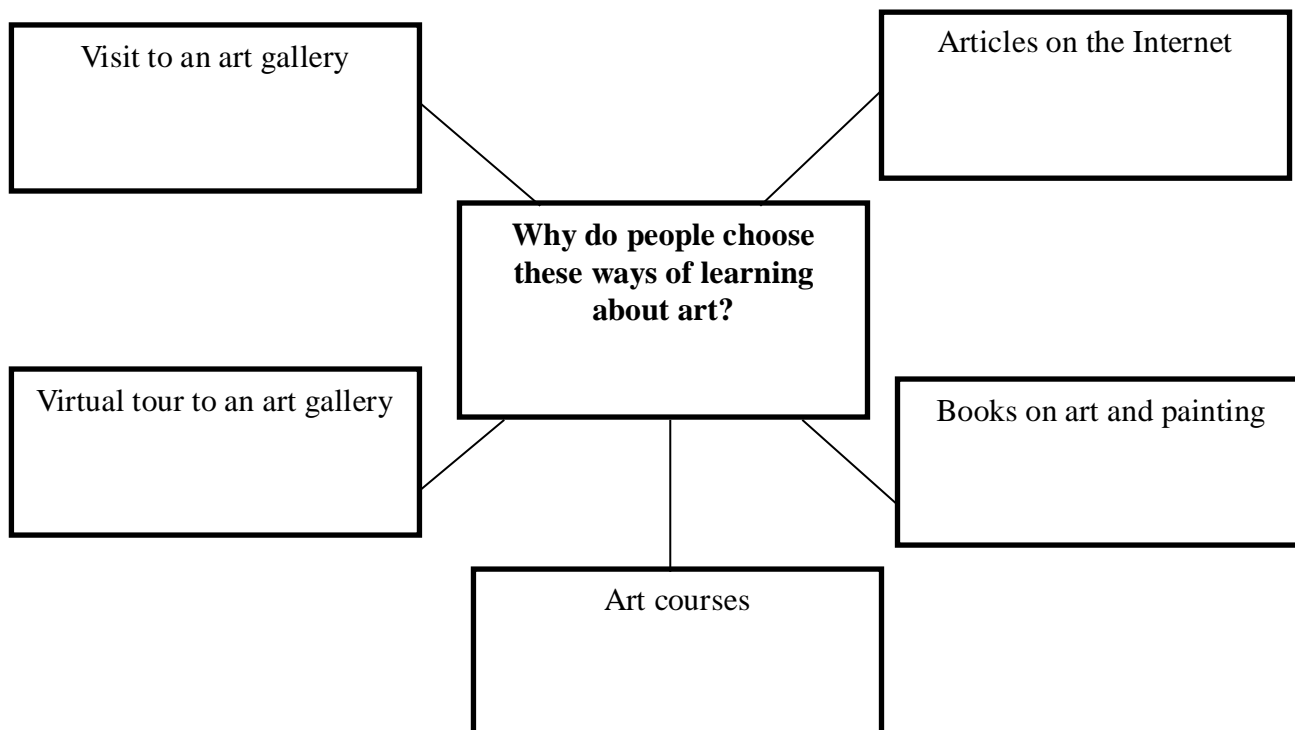 Visit to an art gallery
Articles on the Internet
Why do people choose
these ways of learning
about art?
Virtual tour to an art gallery
Books on art and painting
Art courses